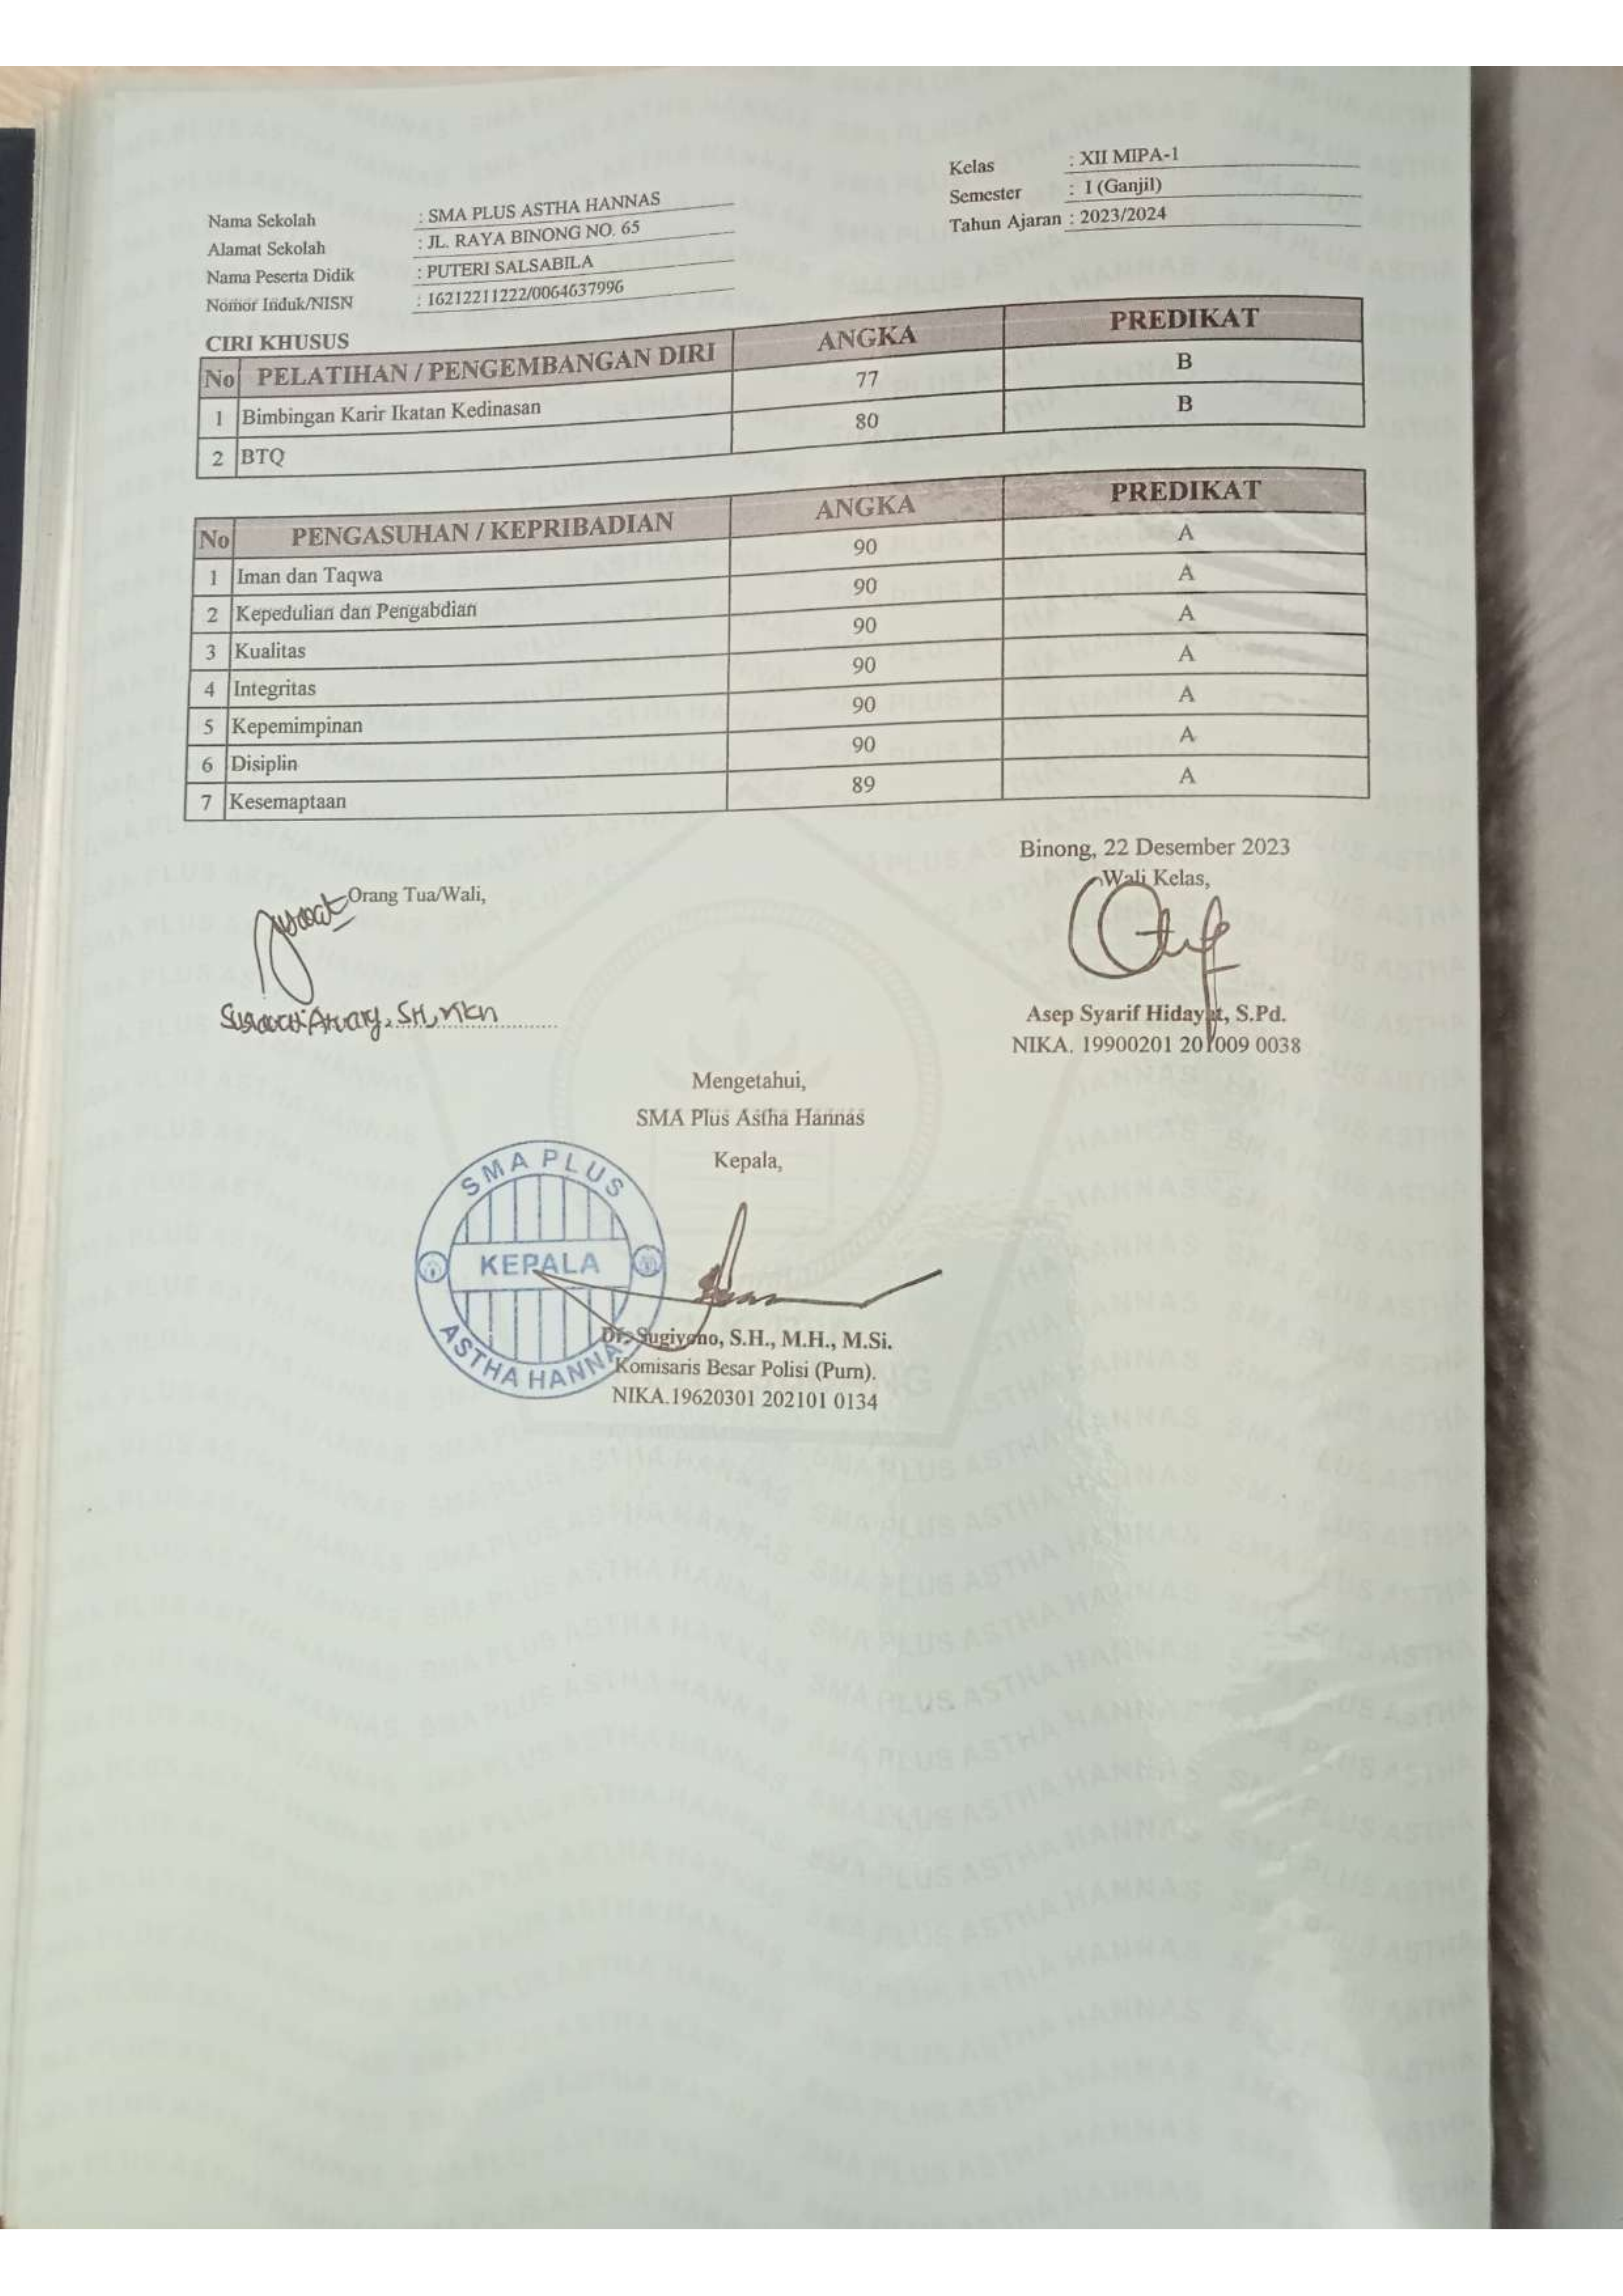 Kelas : XII MIPA-1
Semester : I (Ganjil)
Tahun Ajaran : 2023/2024
Nama Sekolah : SMA PLUS ASTHA HANNAS
Alamat Sekolah : JL. RAYA BINONG NO. 65
Nama Peserta Didik : PUTERI SALSABILA
Nomor Induk/NISN : 16212211222/0064637996
CIRI KHUSUS
No PELATIHAN / PENGEMBANGAN DIRI ANGKA PREDIKAT
1 Bimbingan Karir Ikatan Kedinasan 77 B
2 BTQ 80 B
No PENGASUHAN / KEPRIBADIAN ANGKA PREDIKAT
1 Iman dan Taqwa 90 A
2 Kepedulian dan Pengabdian 90 A
3 Kualitas 90 A
4 Integritas 90 A
5 Kepemimpinan 90 A
6 Disiplin 90 A
7 Kesemaptaan 89 A
Binong, 22 Desember 2023
Orang Tua/Wali, Wali Kelas,
SH, MKn
Asep Syarif Hidayat, S.Pd.
NIKA. 19900201 201009 0038
Mengetahui,
SMA Plus Astha Hannas
Kepala,
SMA PLUS
KEPALA
ASTHA HANNAS
Dr. Sugiyono, S.H., M.H., M.Si.
Komisaris Besar Polisi (Purn).
NIKA.19620301 202101 0134